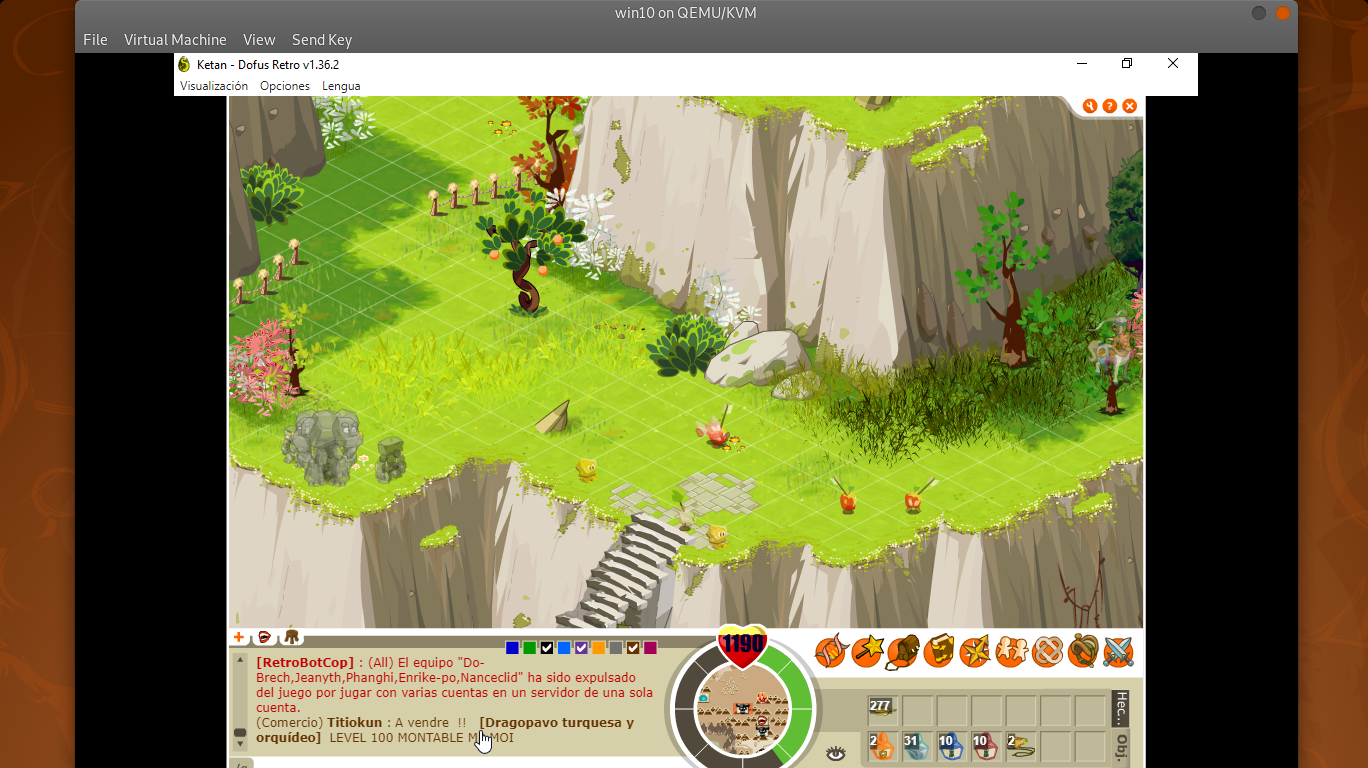 win10 on QEMU/KVM
File Virtual Machine View Send Key
Ketan - Dofus Retro v1.36.2
Visualización Opciones Lengua
?
1190
[RetroBotCop] : (All) El equipo "Do-
Brech,Jeanyth,Phanghi,Enrike-po,Nanceclid" ha sido expulsado
del juego por jugar con varias cuentas en un servidor de una sola
cuenta.
(Comercio) Titiokun : A vendre !! [Dragopavo turquesa y
orquídeo] LEVEL 100 MONTABLE MOI
277
Hec...
2 31 10 10 2
Obj.